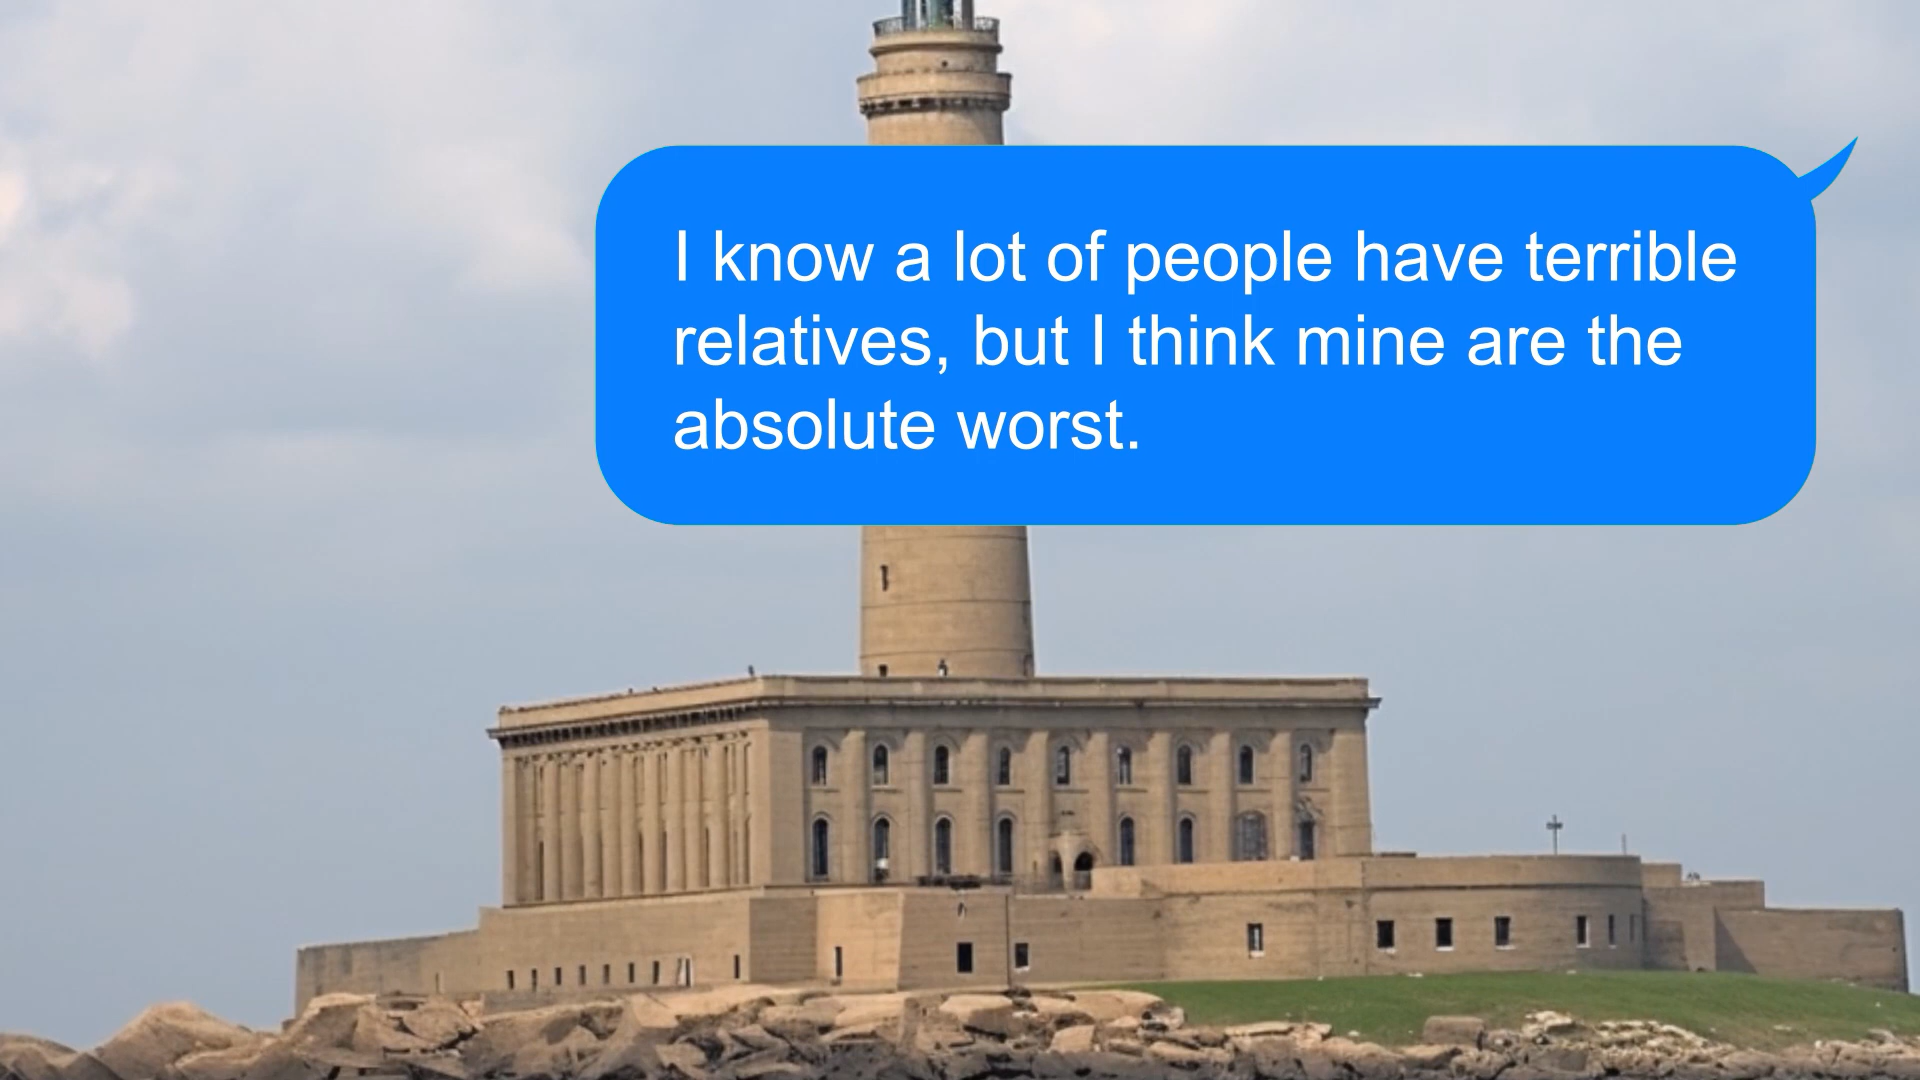 I know a lot of people have terrible
relatives, but I think mine are the
absolute worst.